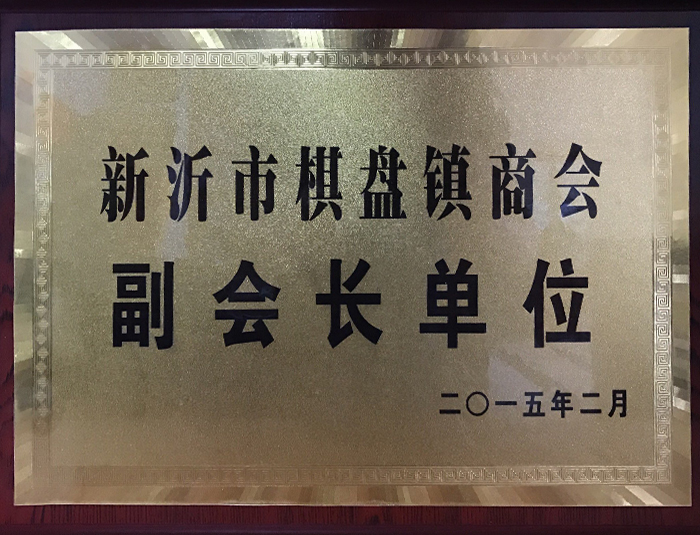 新沂市棋盘镇商会
副会长单位
二〇一五年二月